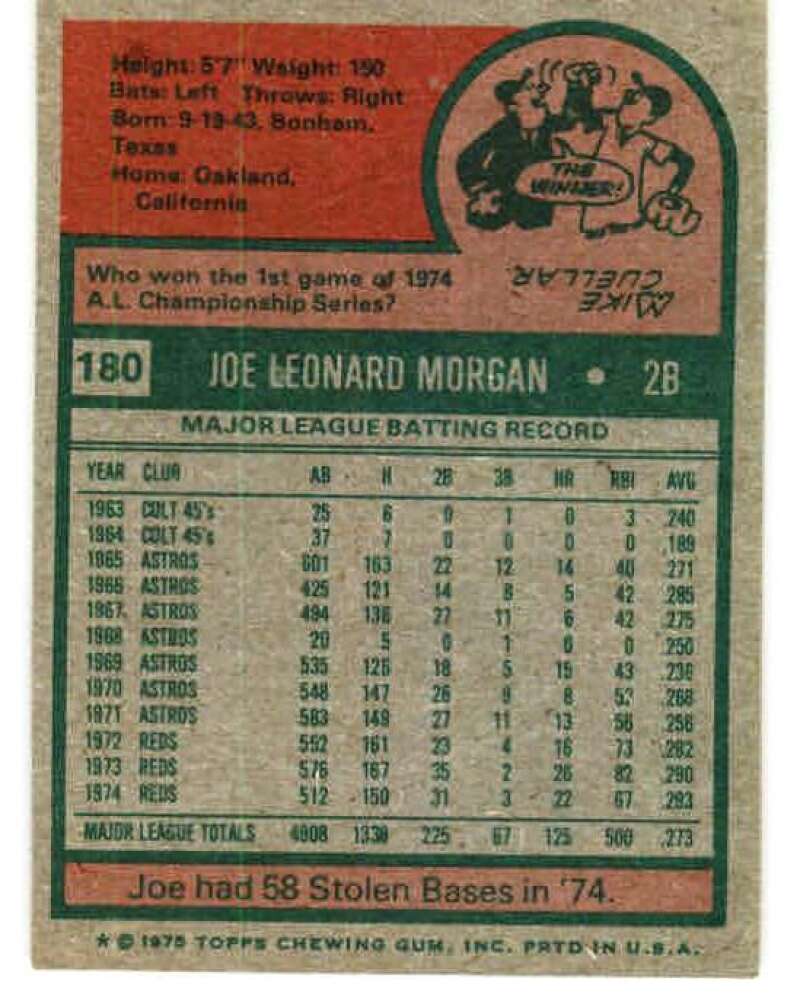 Height: 5'7" Weight: 150
Bats: Left Throws: Right
Born: 9-19-43, Bonham,
Texas
Home: Oakland,
California
THE
WINNER!
Who won the 1st game of 1974
A.L. Championship Series?
MIKE
CUELLAR.
180 JOE LEONARD MORGAN • 2B
MAJOR LEAGUE BATTING RECORD
YEAR CLUB AB H 2B 3B HR RBI AVG
1963 COLT 45's 25 6 0 1 0 3 .240
1964 COLT 45's 37 7 0 0 0 0 .189
1965 ASTROS 601 163 22 12 14 40 .271
1966 ASTROS 425 121 14 8 5 42 .285
1967 ASTROS 494 136 27 11 6 42 .275
1968 ASTROS 20 5 0 1 0 0 .250
1969 ASTROS 535 126 18 5 15 43 .236
1970 ASTROS 548 147 26 9 8 52 .268
1971 ASTROS 583 149 27 11 13 56 .256
1972 REDS 552 161 23 4 16 73 .292
1973 REDS 576 167 35 2 26 82 .290
1974 REDS 512 150 31 3 22 67 .293
MAJOR LEAGUE TOTALS 4908 1338 225 67 125 500 .273
Joe had 58 Stolen Bases in '74.
* © 1975 TOPPS CHEWING GUM, INC. PRTD IN U.S.A.